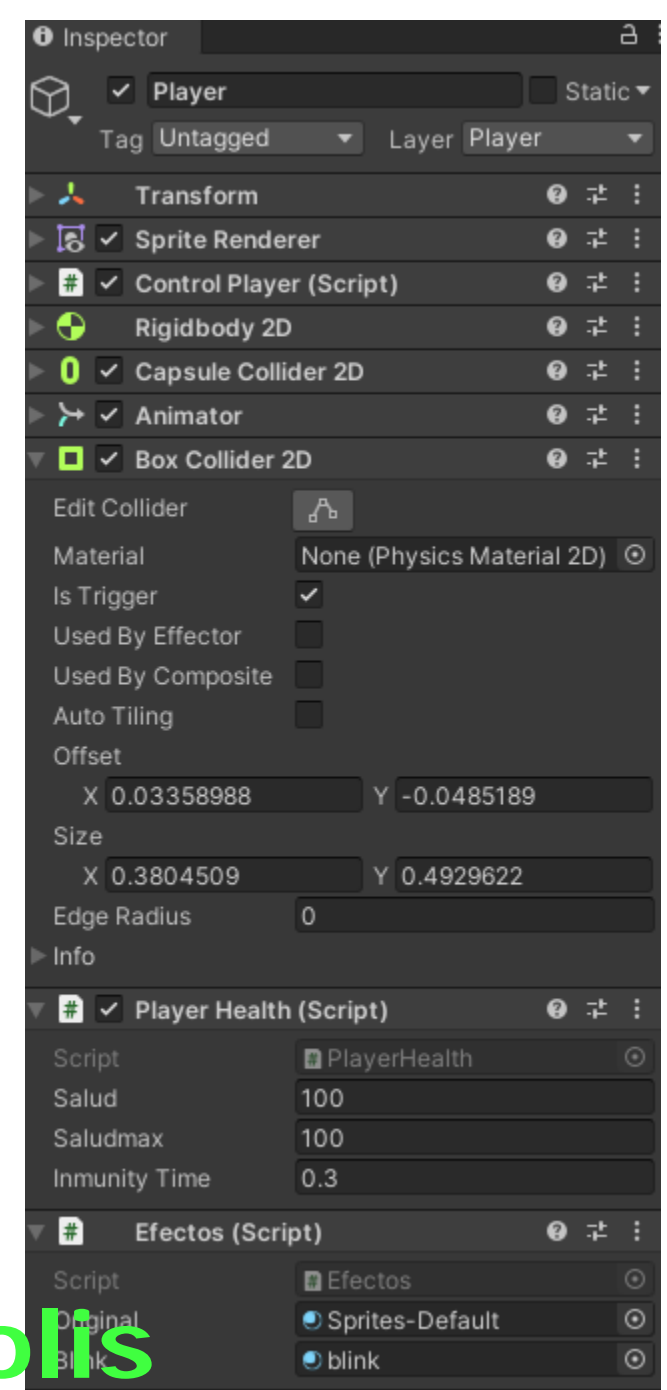 Inspector
Player Static
Tag Untagged Layer Player
Transform
Sprite Renderer
# Control Player (Script)
Rigidbody 2D
Capsule Collider 2D
Animator
Box Collider 2D
Edit Collider
Material None (Physics Material 2D)
Is Trigger
Used By Effector
Used By Composite
Auto Tiling
Offset
X 0.03358988 Y -0.0485189
Size
X 0.3804509 Y 0.4929622
Edge Radius 0
Info
# Player Health (Script)
Script # PlayerHealth
Salud 100
Saludmax 100
Inmunity Time 0.3
# Efectos (Script)
Script # Efectos
Original Sprites-Default
Blink blink
olis